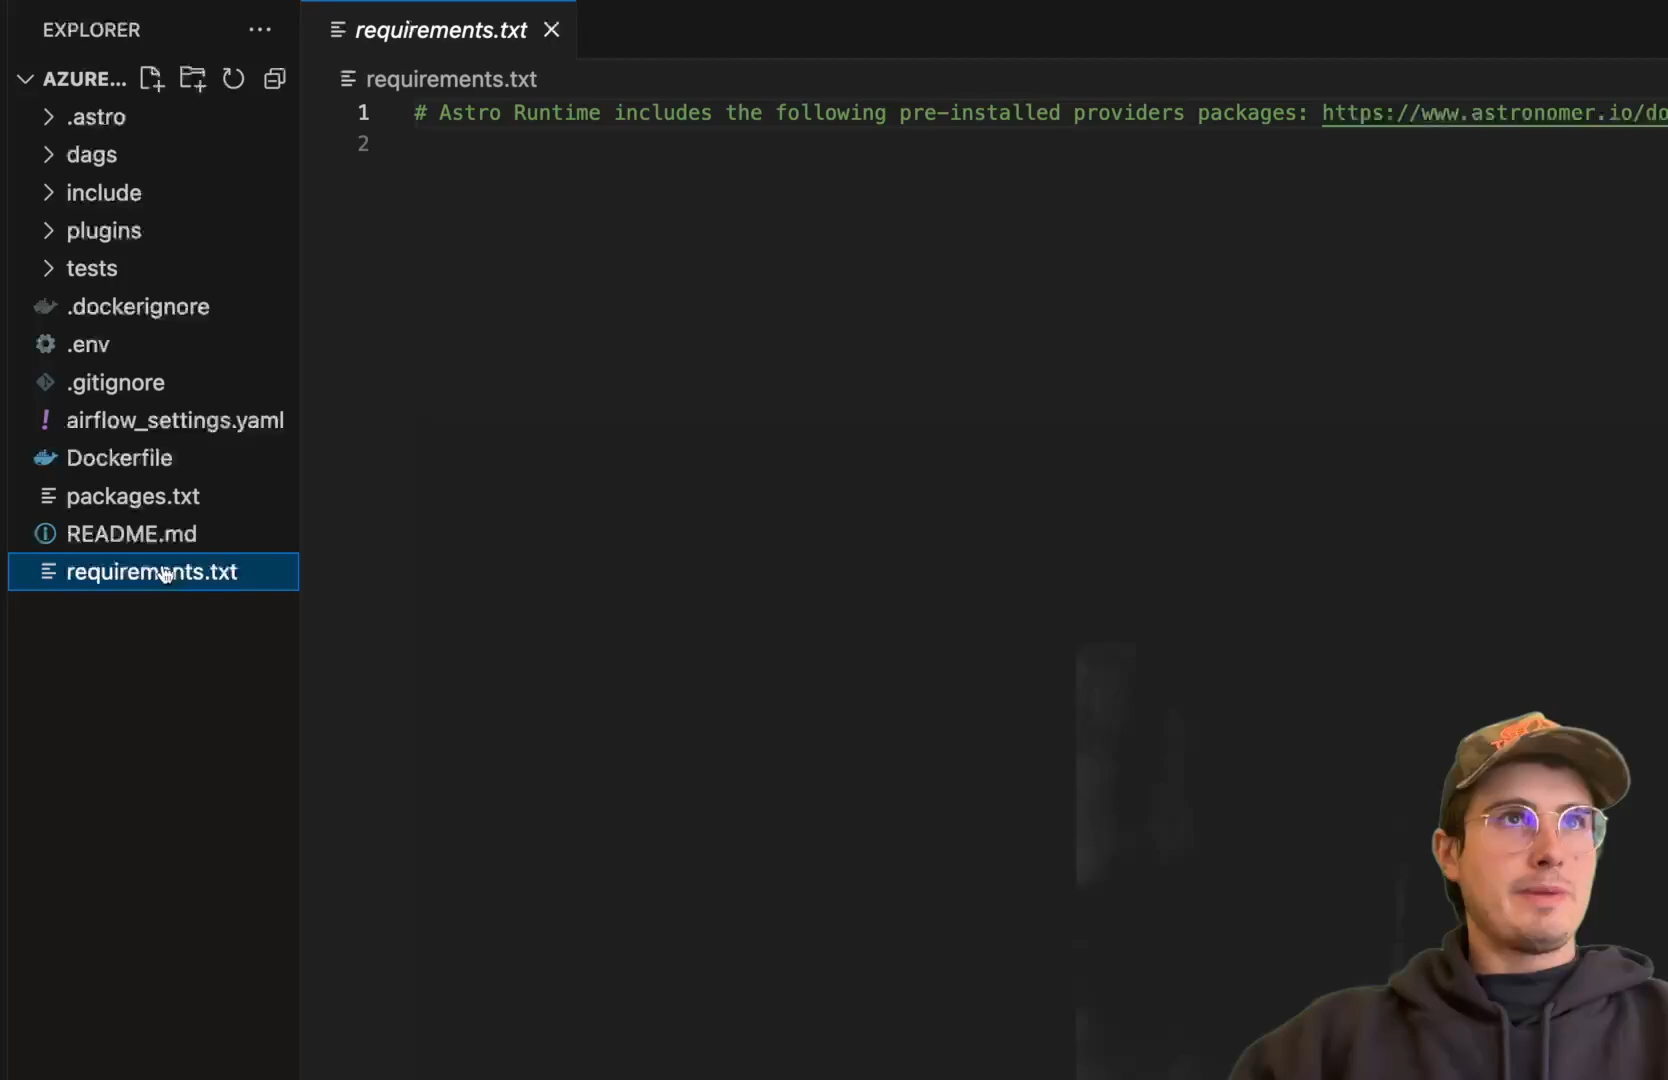 EXPLORER
AZURE...
.astro
dags
include
plugins
tests
.dockerignore
.env
.gitignore
airflow_settings.yaml
Dockerfile
packages.txt
README.md
requirements.txt
requirements.txt
requirements.txt
1 # Astro Runtime includes the following pre-installed providers packages: https://www.astronomer.io/do
2